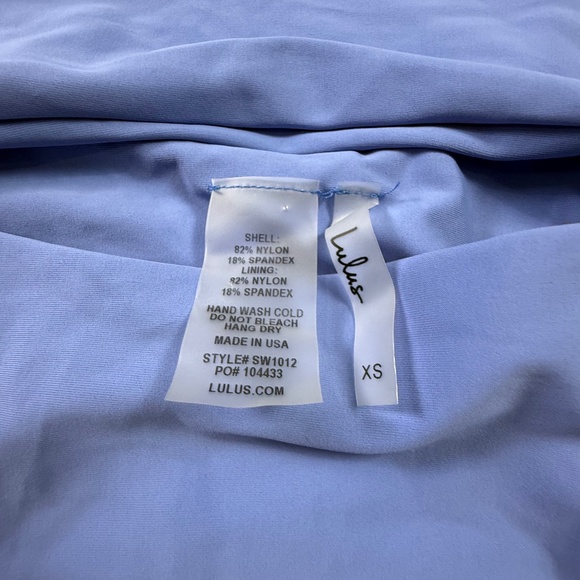 SHELL:
82% NYLON
18% SPANDEX
LINING:
82% NYLON
18% SPANDEX
HAND WASH COLD
DO NOT BLEACH
HANG DRY
MADE IN USA
STYLE# SW1012
PO# 104433
LULUS.COM
Lulus
XS